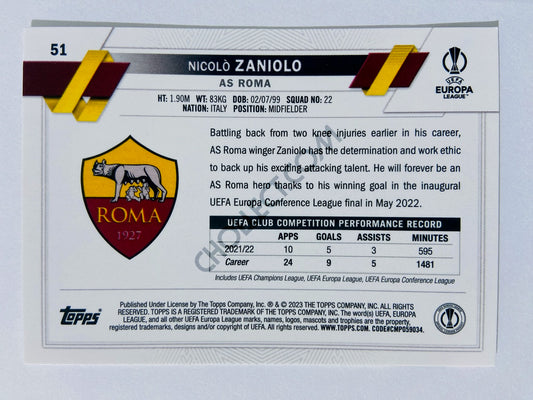 51
NICOLÒ ZANIOLO
AS ROMA
HT: 1.90M WT: 83KG DOB: 02/07/99 SQUAD NO: 22
NATION: ITALY POSITION: MIDFIELDER
UEFA
EUROPA
LEAGUE
Battling back from two knee injuries earlier in his career,
AS Roma winger Zaniolo has the determination and work ethic
to back up his exciting attacking talent. He will forever be an
AS Roma hero thanks to his winning goal in the inaugural
UEFA Europa Conference League final in May 2022.
ROMA
1927
UEFA CLUB COMPETITION PERFORMANCE RECORD
APPS GOALS ASSISTS MINUTES
2021/22 10 5 3 595
Career 24 9 5 1481
Includes UEFA Champions League, UEFA Europa League, UEFA Europa Conference League
CHOLLECT.COM
topps
Published Under License by The Topps Company, Inc. ® & © 2023 THE TOPPS COMPANY, INC. ALL RIGHTS
RESERVED. TOPPS IS A REGISTERED TRADEMARK OF THE TOPPS COMPANY, INC. The word(s) UEFA, EUROPA
LEAGUE, and all other UEFA Europa League marks, names, logos, mascots and trophies are the property,
registered trademarks, designs and/or copyright of UEFA. All rights reserved. WWW.TOPPS.COM. CODE#CMP059034.